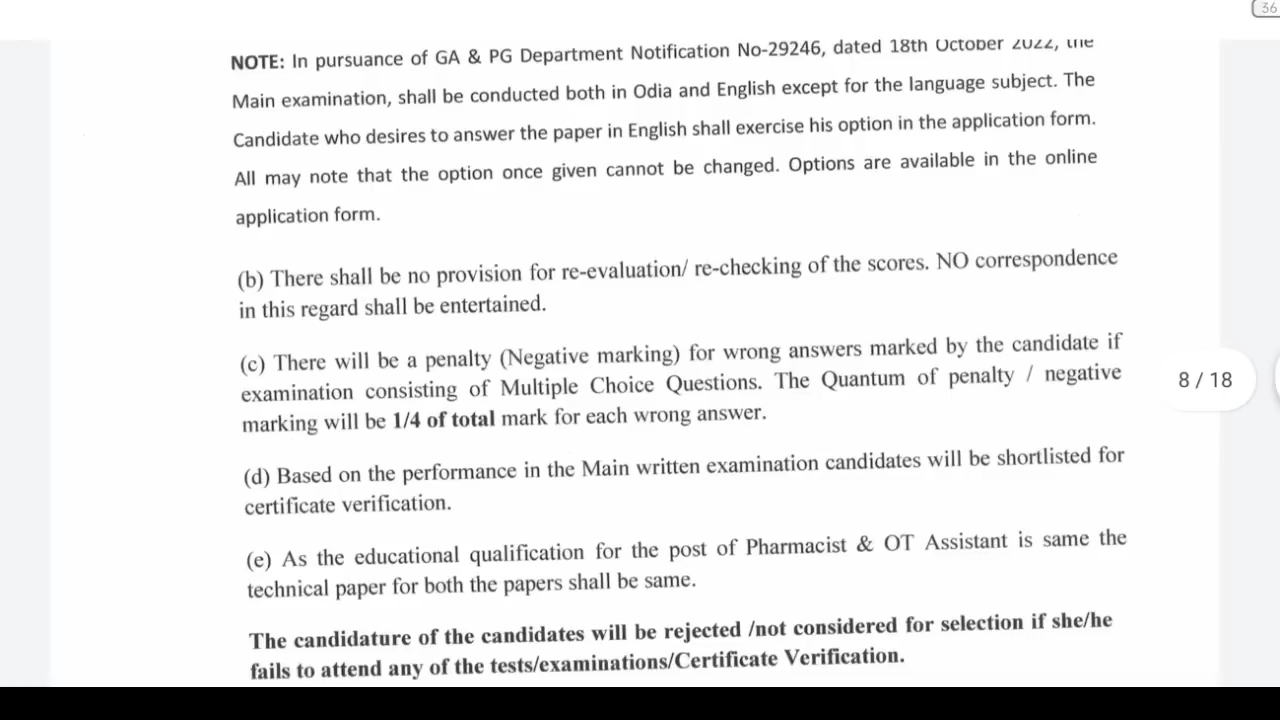 36
NOTE: In pursuance of GA & PG Department Notification No-29246, dated 18th October 2022, the
Main examination, shall be conducted both in Odia and English except for the language subject. The
Candidate who desires to answer the paper in English shall exercise his option in the application form.
All may note that the option once given cannot be changed. Options are available in the online
application form.
(b) There shall be no provision for re-evaluation/ re-checking of the scores. NO correspondence
in this regard shall be entertained.
(c) There will be a penalty (Negative marking) for wrong answers marked by the candidate if
examination consisting of Multiple Choice Questions. The Quantum of penalty / negative
marking will be 1/4 of total mark for each wrong answer.
8 / 18
(d) Based on the performance in the Main written examination candidates will be shortlisted for
certificate verification.
(e) As the educational qualification for the post of Pharmacist & OT Assistant is same the
technical paper for both the papers shall be same.
The candidature of the candidates will be rejected /not considered for selection if she/he
fails to attend any of the tests/examinations/Certificate Verification.